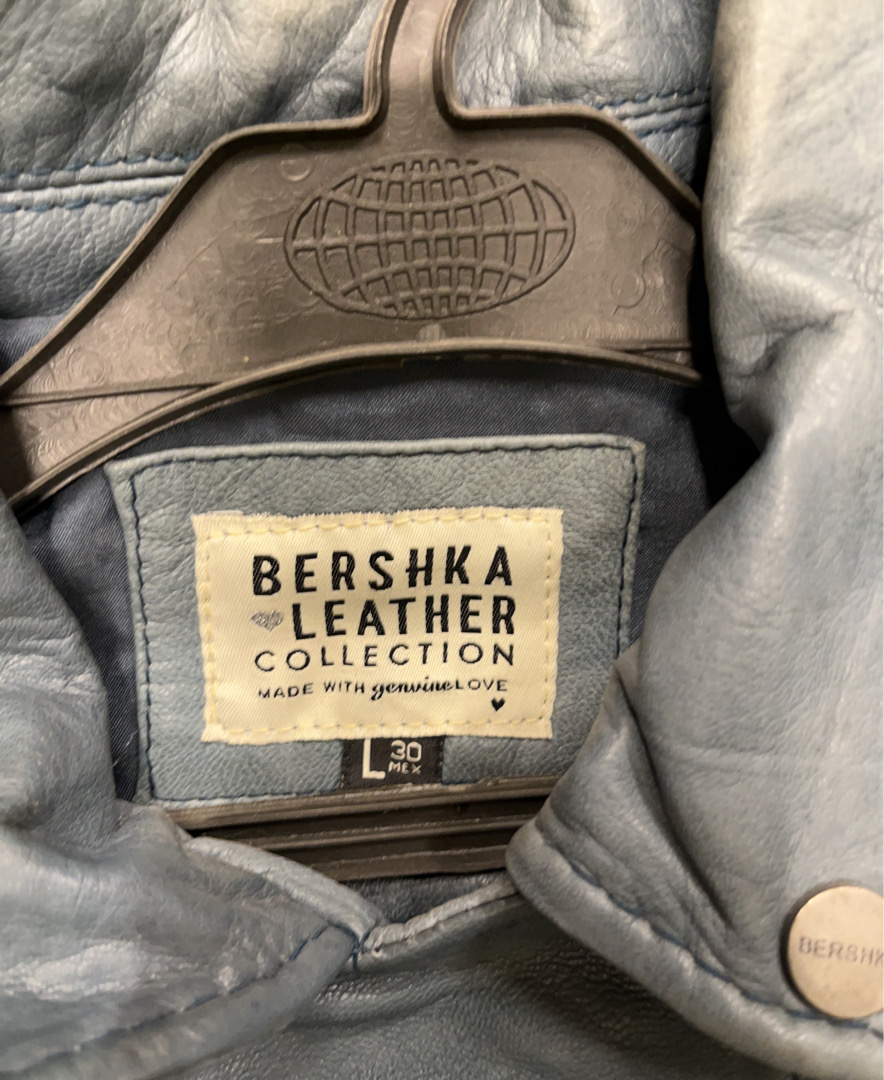 BERSHKA
LEATHER
COLLECTION
MADE WITH genuine LOVE
L 30
MEX
BERSHK